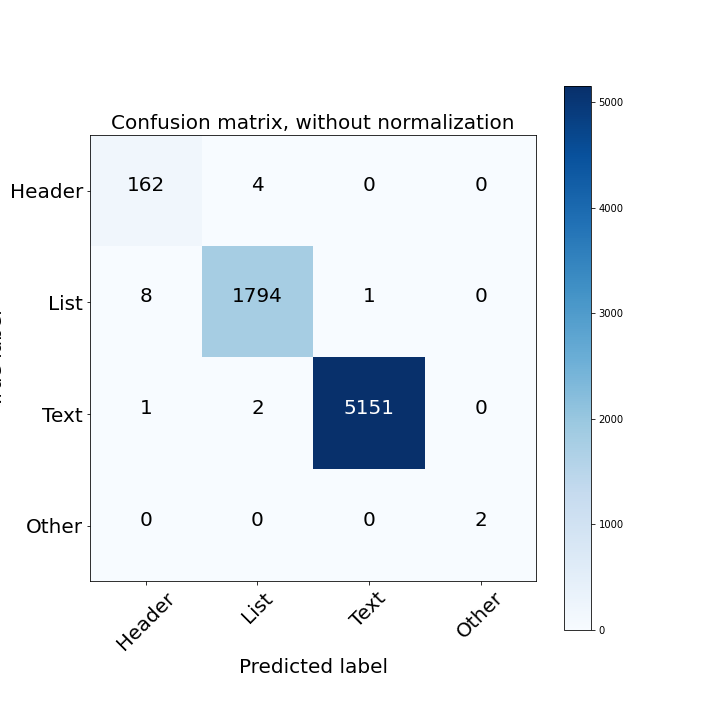 Confusion matrix, without normalization
Header 162 4 0 0
List 8 1794 1 0
Text 1 2 5151 0
Other 0 0 0 2
Header List Text Other
Predicted label
5000
4000
3000
2000
1000
0